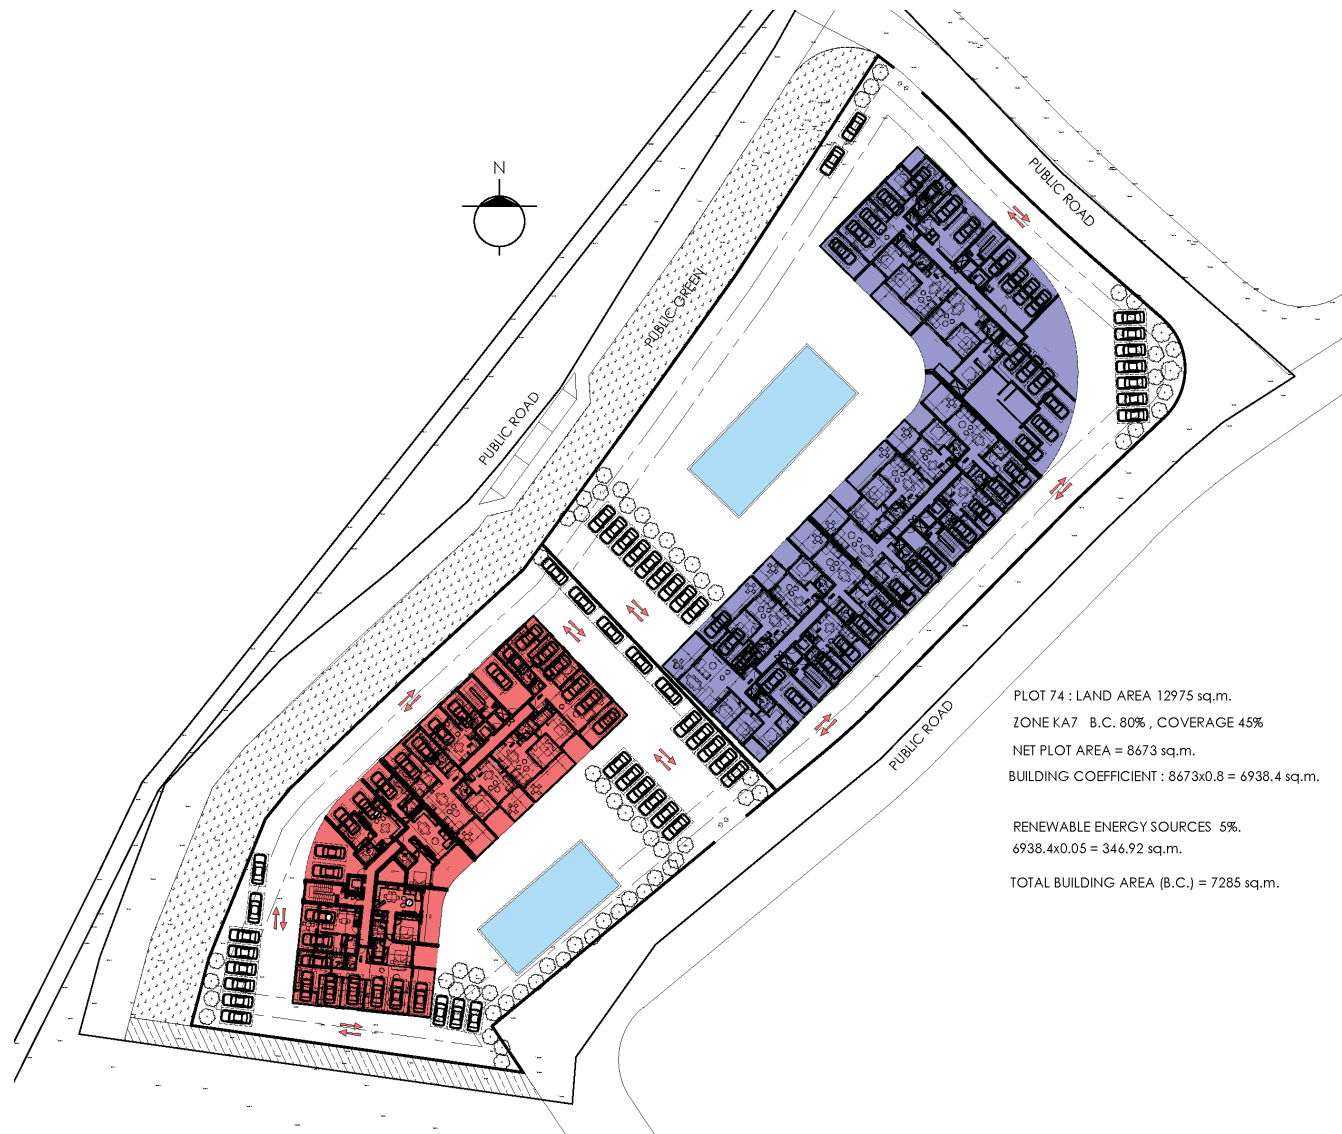 N
PUBLIC ROAD
PUBLIC GREEN
PUBLIC ROAD
PUBLIC ROAD
PLOT 74 : LAND AREA 12975 sq.m.
ZONE KA7 B.C. 80% , COVERAGE 45%
NET PLOT AREA = 8673 sq.m.
BUILDING COEFFICIENT : 8673x0.8 = 6938.4 sq.m.
RENEWABLE ENERGY SOURCES 5%.
6938.4x0.05 = 346.92 sq.m.
TOTAL BUILDING AREA (B.C.) = 7285 sq.m.